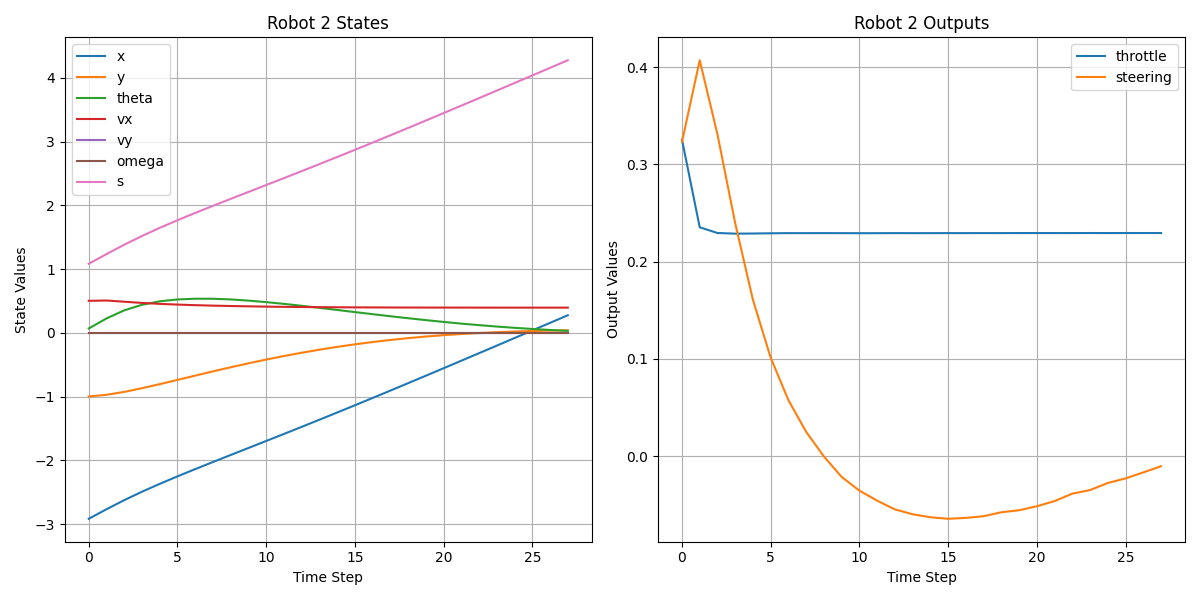 Robot 2 States
State Values
4
3
2
1
0
−1
−2
−3
x
y
theta
vx
vy
omega
s
0 5 10 15 20 25
Time Step
Robot 2 Outputs
Output Values
0.4
0.3
0.2
0.1
0.0
throttle
steering
0 5 10 15 20 25
Time Step